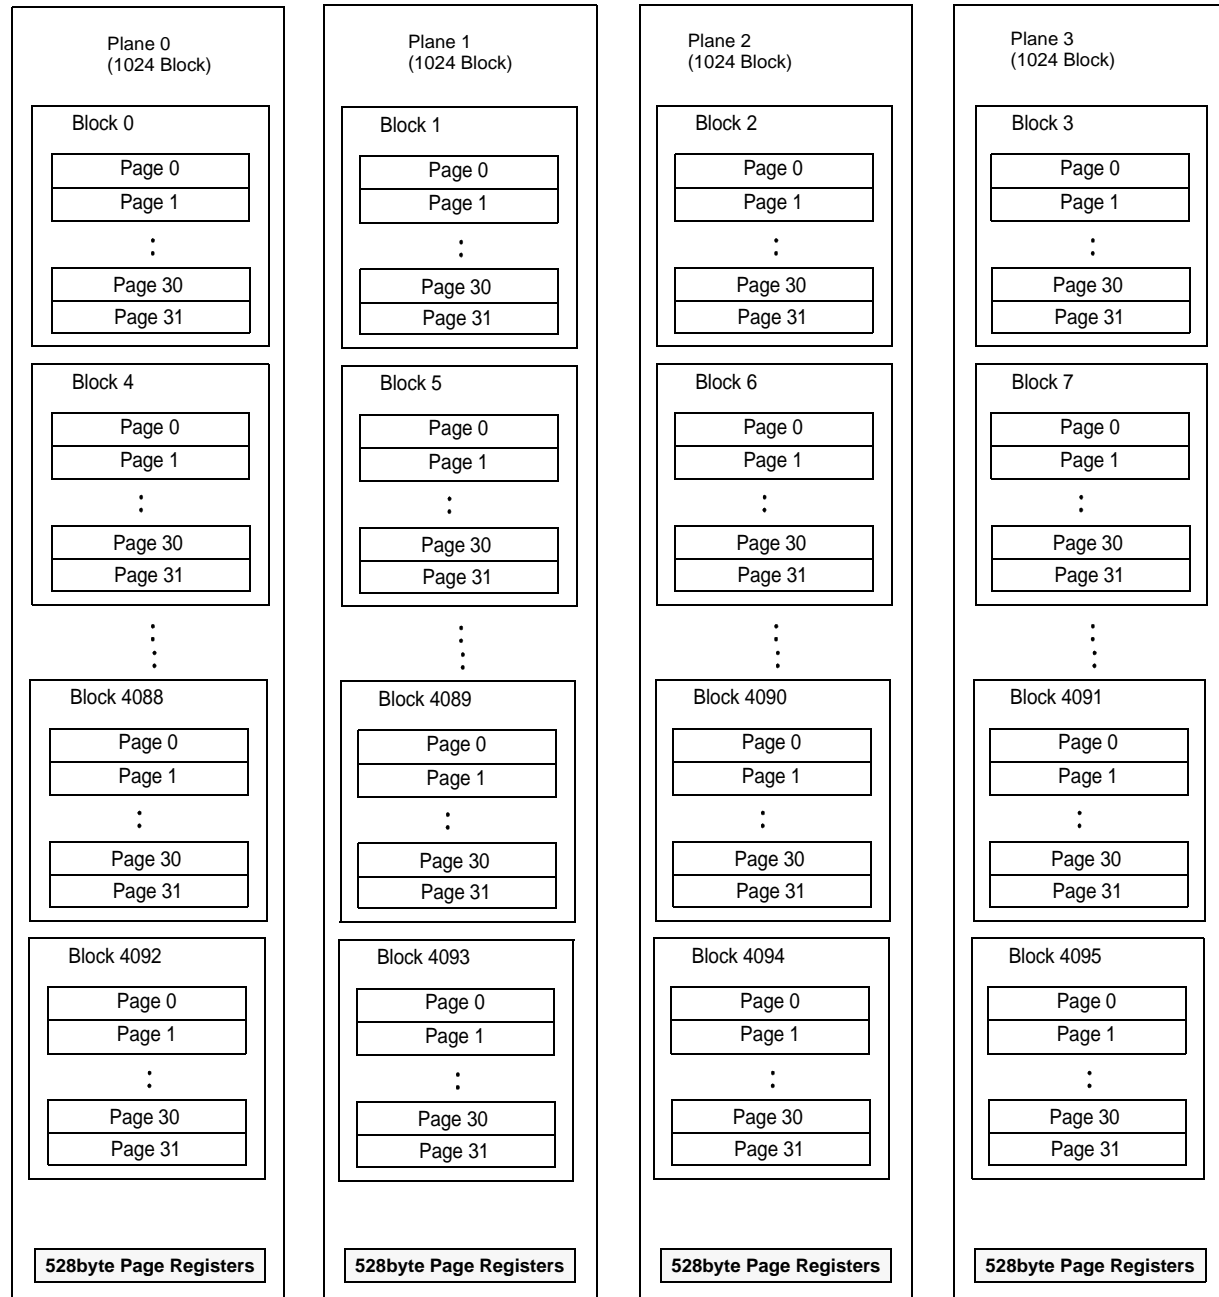 Plane 0
(1024 Block)
Block 0
Page 0
Page 1
Page 30
Page 31
Block 4
Page 0
Page 1
Page 30
Page 31
Block 4088
Page 0
Page 1
Page 30
Page 31
Block 4092
Page 0
Page 1
Page 30
Page 31
528byte Page Registers
Plane 1
(1024 Block)
Block 1
Page 0
Page 1
Page 30
Page 31
Block 5
Page 0
Page 1
Page 30
Page 31
Block 4089
Page 0
Page 1
Page 30
Page 31
Block 4093
Page 0
Page 1
Page 30
Page 31
528byte Page Registers
Plane 2
(1024 Block)
Block 2
Page 0
Page 1
Page 30
Page 31
Block 6
Page 0
Page 1
Page 30
Page 31
Block 4090
Page 0
Page 1
Page 30
Page 31
Block 4094
Page 0
Page 1
Page 30
Page 31
528byte Page Registers
Plane 3
(1024 Block)
Block 3
Page 0
Page 1
Page 30
Page 31
Block 7
Page 0
Page 1
Page 30
Page 31
Block 4091
Page 0
Page 1
Page 30
Page 31
Block 4095
Page 0
Page 1
Page 30
Page 31
528byte Page Registers